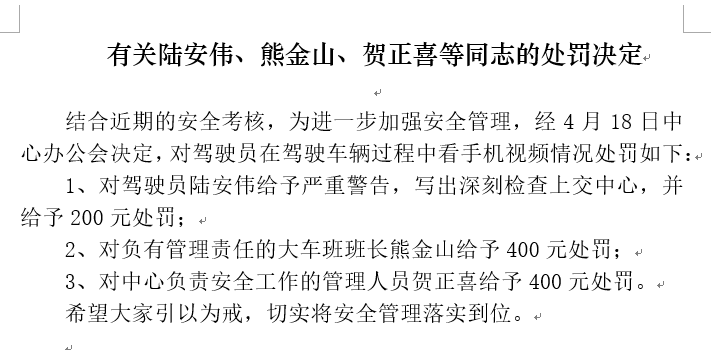 有关陆安伟、熊金山、贺正喜等同志的处罚决定
结合近期的安全考核，为进一步加强安全管理，经 4 月 18 日中
心办公会决定，对驾驶员在驾驶车辆过程中看手机视频情况处罚如下：
1、对驾驶员陆安伟给予严重警告，写出深刻检查上交中心，并
给予 200 元处罚；
2、对负有管理责任的大车班班长熊金山给予 400 元处罚；
3、对中心负责安全工作的管理人员贺正喜给予 400 元处罚。
希望大家引以为戒，切实将安全管理落实到位。